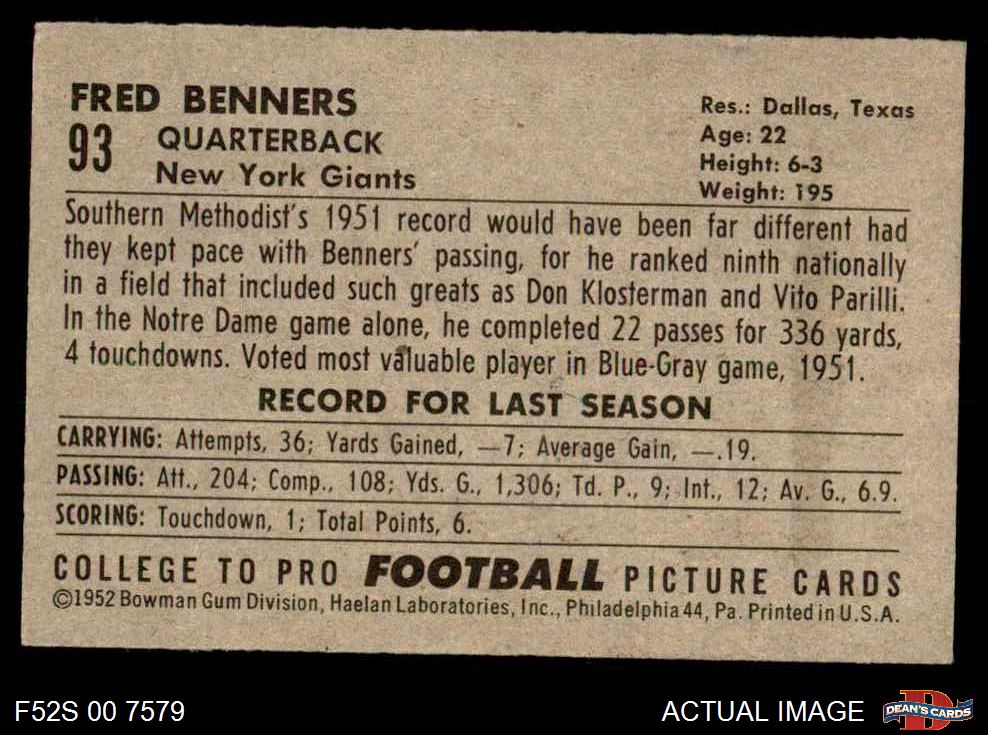 FRED BENNERS
93 QUARTERBACK
New York Giants
Res.: Dallas, Texas
Age: 22
Height: 6-3
Weight: 195
Southern Methodist's 1951 record would have been far different had
they kept pace with Benners' passing, for he ranked ninth nationally
in a field that included such greats as Don Klosterman and Vito Parilli.
In the Notre Dame game alone, he completed 22 passes for 336 yards,
4 touchdowns. Voted most valuable player in Blue-Gray game, 1951.
RECORD FOR LAST SEASON
CARRYING: Attempts, 36; Yards Gained, —7; Average Gain, —.19.
PASSING: Att., 204; Comp., 108; Yds. G., 1,306; Td. P., 9; Int., 12; Av. G., 6.9.
SCORING: Touchdown, 1; Total Points, 6.
COLLEGE TO PRO FOOTBALL PICTURE CARDS
©1952 Bowman Gum Division, Haelan Laboratories, Inc., Philadelphia 44, Pa. Printed in U.S.A.
F52S 00 7579
ACTUAL IMAGE
DEAN'S CARDS